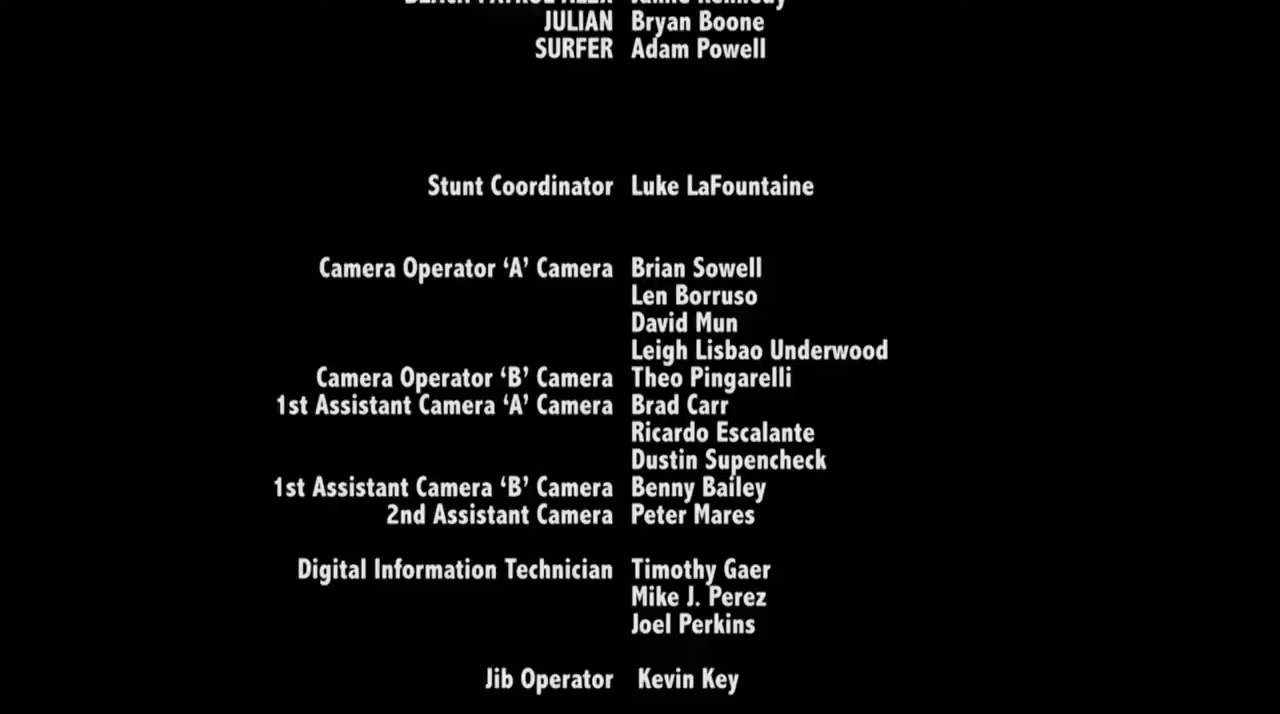 JULIAN Bryan Boone
SURFER Adam Powell
Stunt Coordinator Luke LaFountaine
Camera Operator ‘A’ Camera Brian Sowell
Len Borruso
David Mun
Leigh Lisbao Underwood
Camera Operator ‘B’ Camera Theo Pingarelli
1st Assistant Camera ‘A’ Camera Brad Carr
Ricardo Escalante
Dustin Supencheck
1st Assistant Camera ‘B’ Camera Benny Bailey
2nd Assistant Camera Peter Mares
Digital Information Technician Timothy Gaer
Mike J. Perez
Joel Perkins
Jib Operator Kevin Key